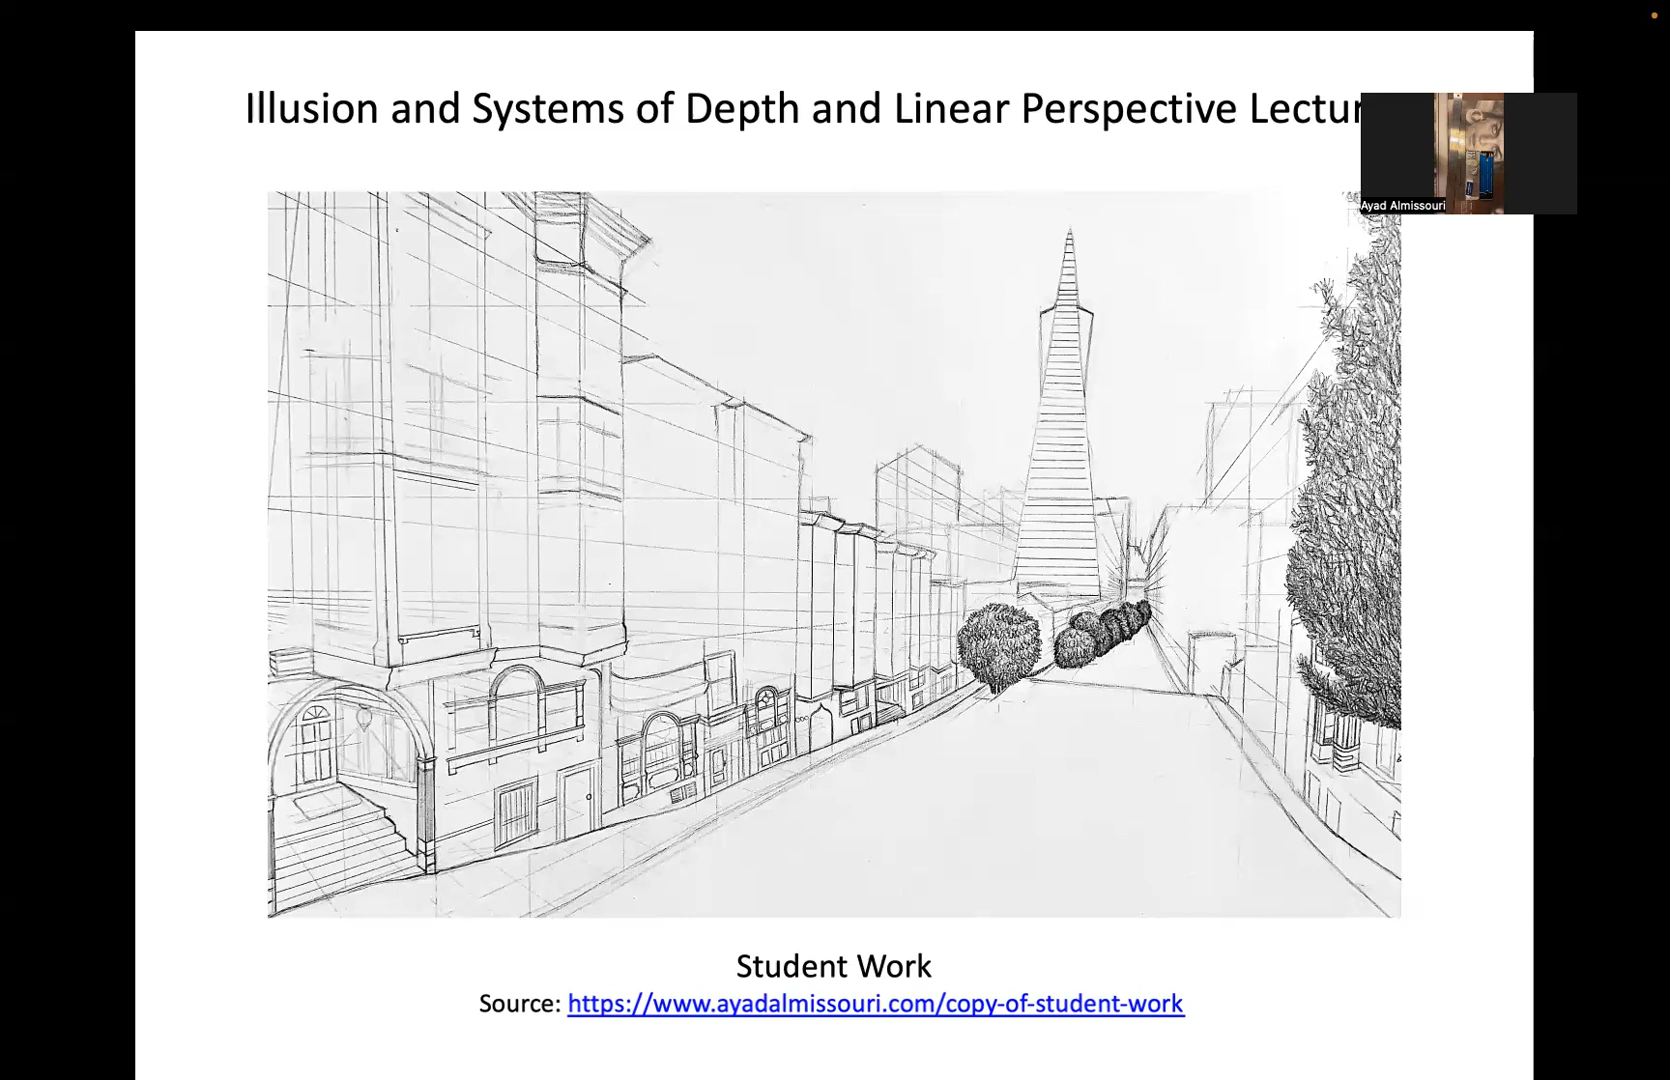 Illusion and Systems of Depth and Linear Perspective Lectur
Ayad Almissouri
Student Work
Source: https://www.ayadalmissouri.com/copy-of-student-work